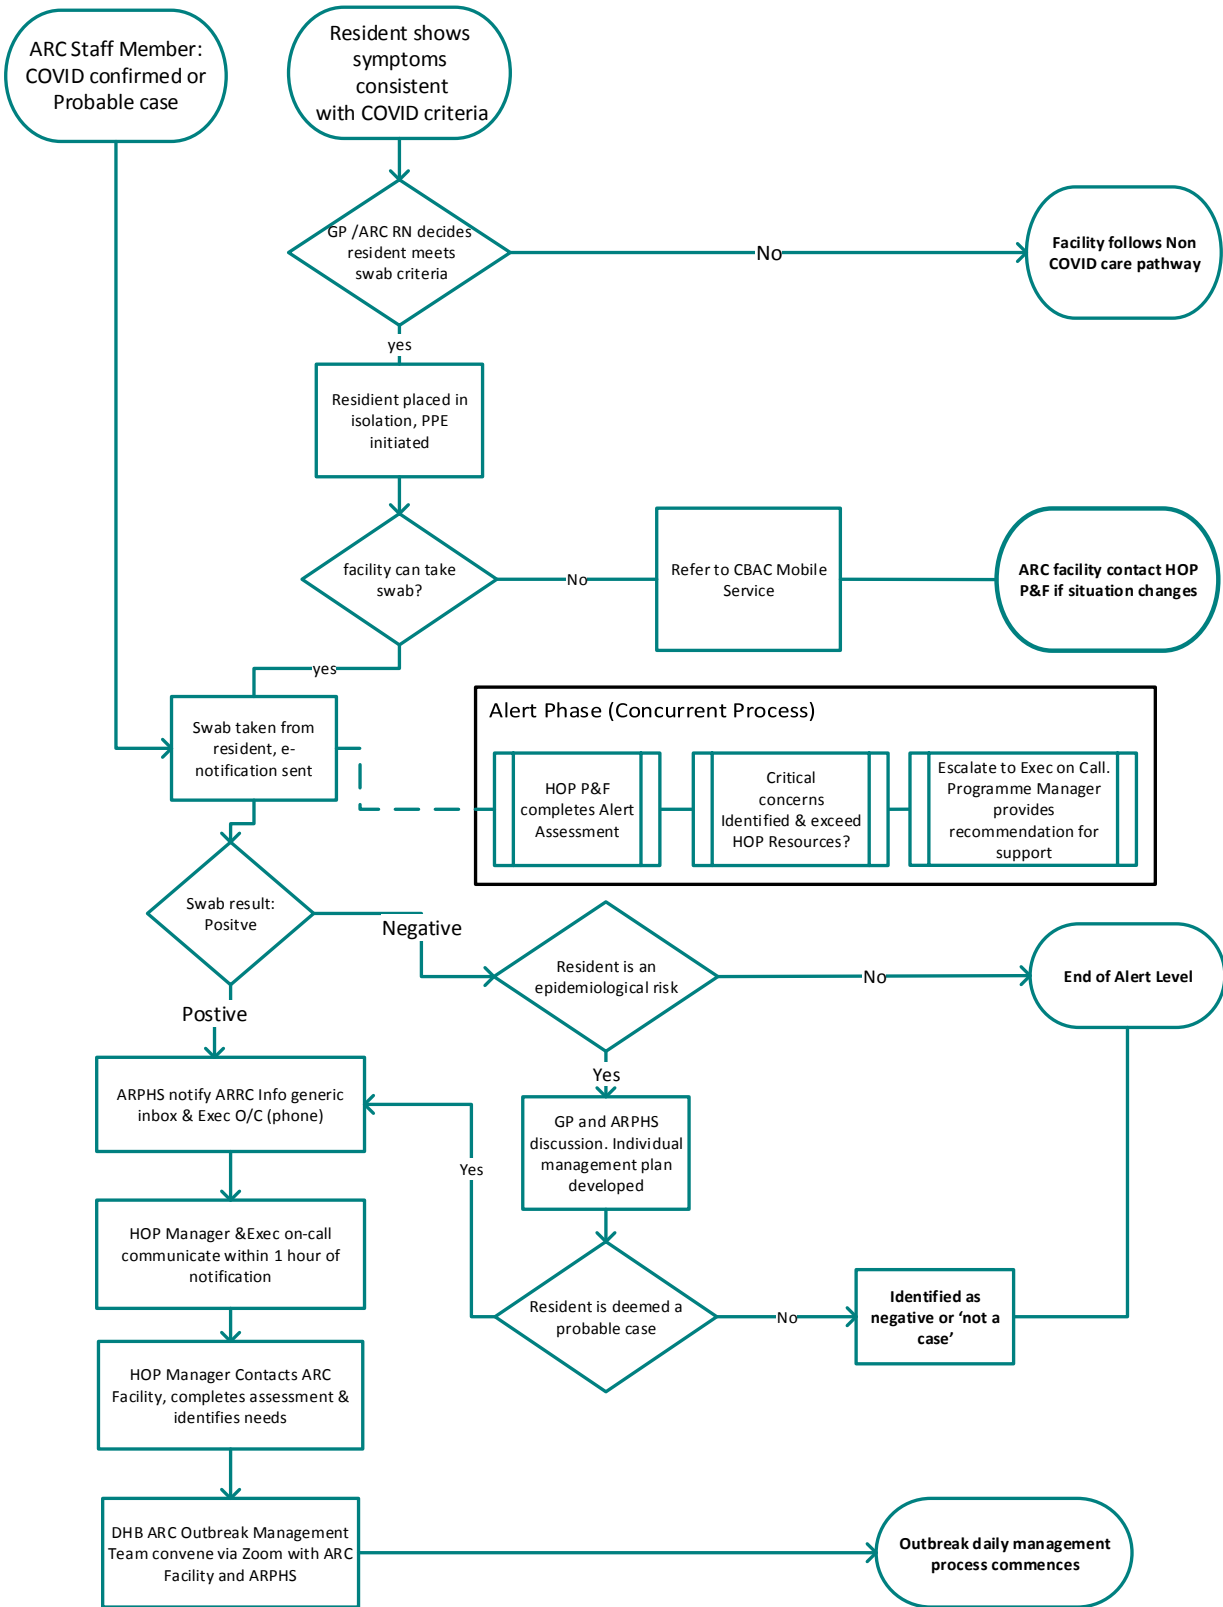 ARC Staff Member:
COVID confirmed or
Probable case
Resident shows
symptoms
consistent
with COVID criteria
GP /ARC RN decides
resident meets
swab criteria
No
Facility follows Non
COVID care pathway
yes
Residient placed in
isolation, PPE
initiated
facility can take
swab?
No
Refer to CBAC Mobile
Service
ARC facility contact HOP
P&F if situation changes
yes
Swab taken from
resident, e-
notification sent
Alert Phase (Concurrent Process)
HOP P&F
completes Alert
Assessment
Critical
concerns
Identified & exceed
HOP Resources?
Escalate to Exec on Call.
Programme Manager
provides
recommendation for
support
Swab result:
Positve
Negative
Resident is an
epidemiological risk
No
End of Alert Level
Postive
Yes
ARPHS notify ARRC Info generic
inbox & Exec O/C (phone)
GP and ARPHS
discussion. Individual
management plan
developed
Yes
HOP Manager &Exec on-call
communicate within 1 hour of
notification
Resident is deemed a
probable case
No
Identified as
negative or ‘not a
case’
HOP Manager Contacts ARC
Facility, completes assessment &
identifies needs
DHB ARC Outbreak Management
Team convene via Zoom with ARC
Facility and ARPHS
Outbreak daily management
process commences